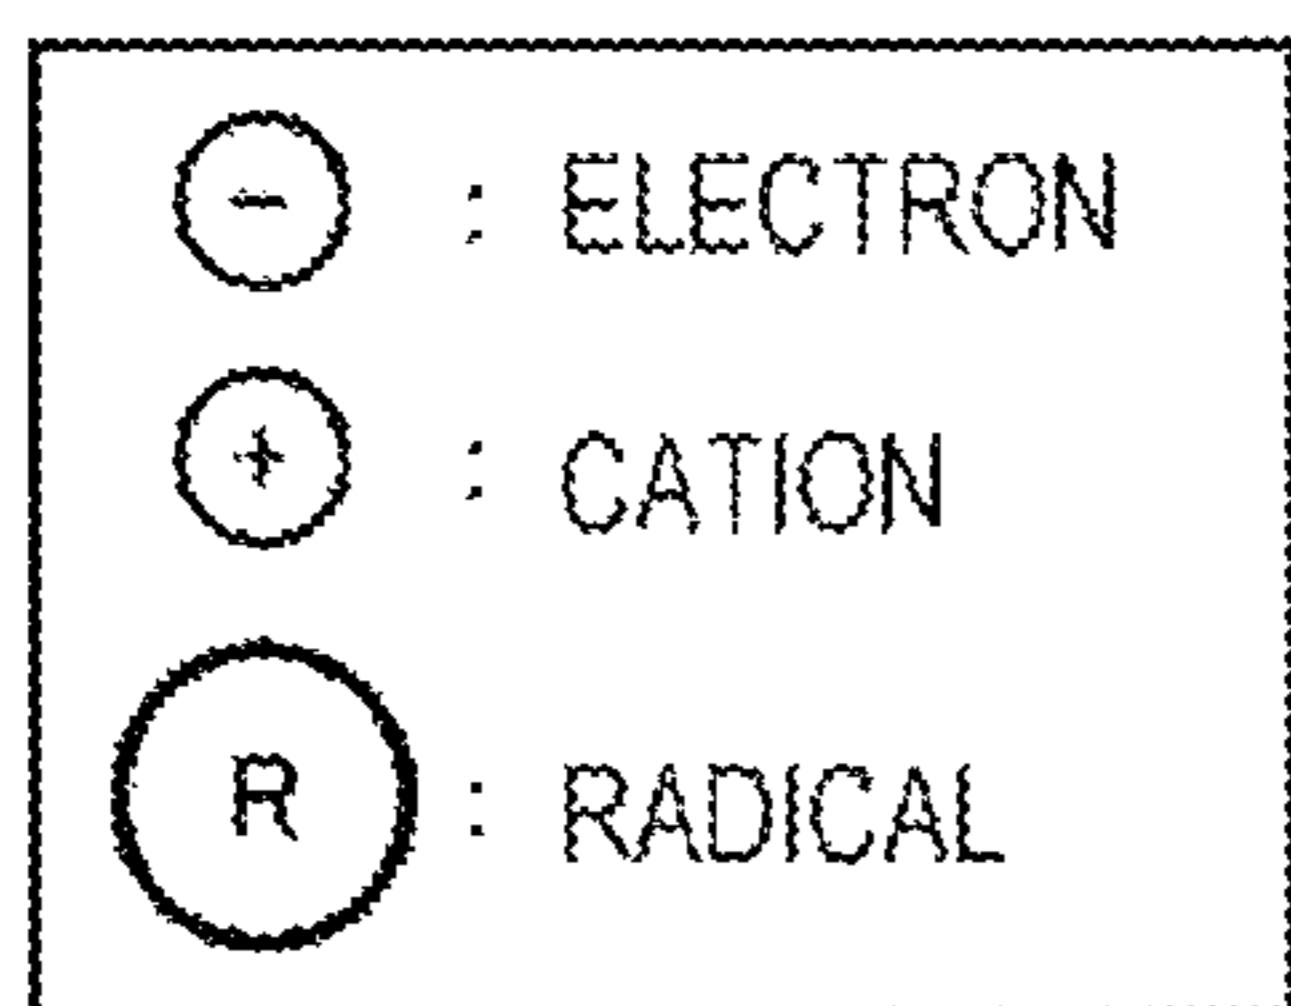 - : ELECTRON
+ : CATION
R : RADICAL